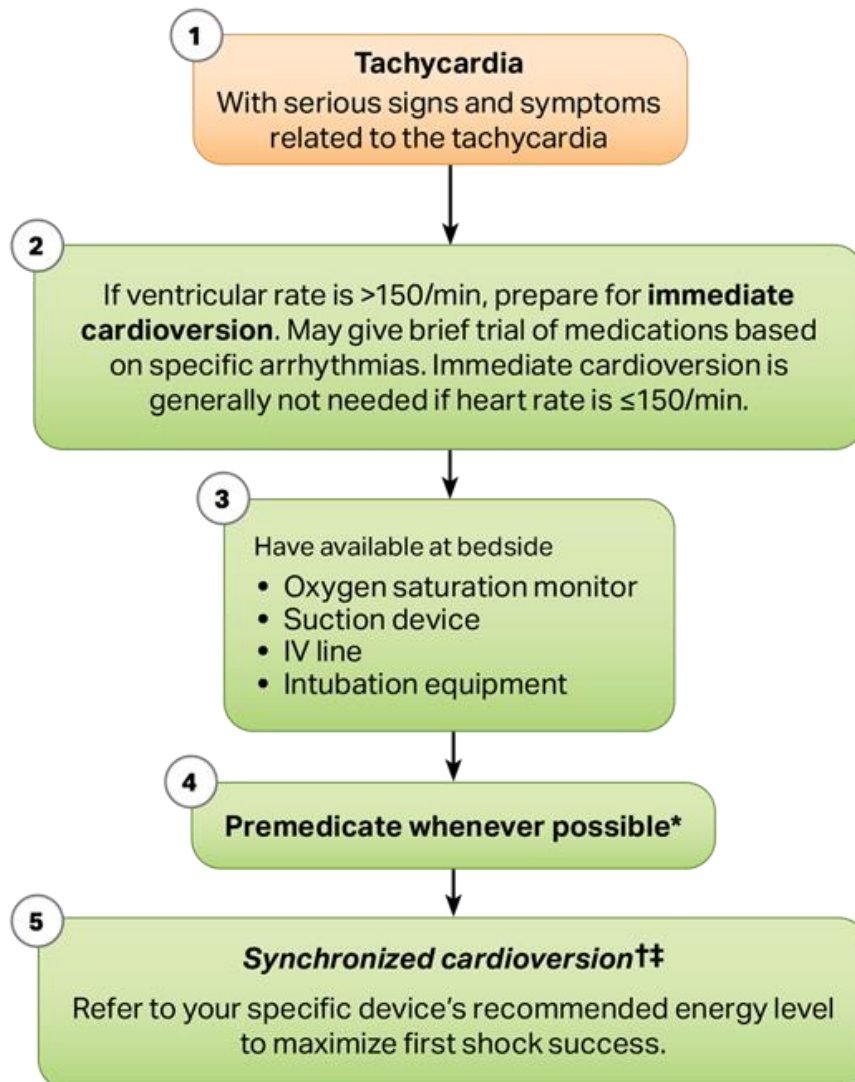 1
Tachycardia
With serious signs and symptoms
related to the tachycardia
2
If ventricular rate is >150/min, prepare for immediate
cardioversion. May give brief trial of medications based
on specific arrhythmias. Immediate cardioversion is
generally not needed if heart rate is ≤150/min.
3
Have available at bedside
• Oxygen saturation monitor
• Suction device
• IV line
• Intubation equipment
4
Premedicate whenever possible*
5
Synchronized cardioversion†‡
Refer to your specific device’s recommended energy level
to maximize first shock success.